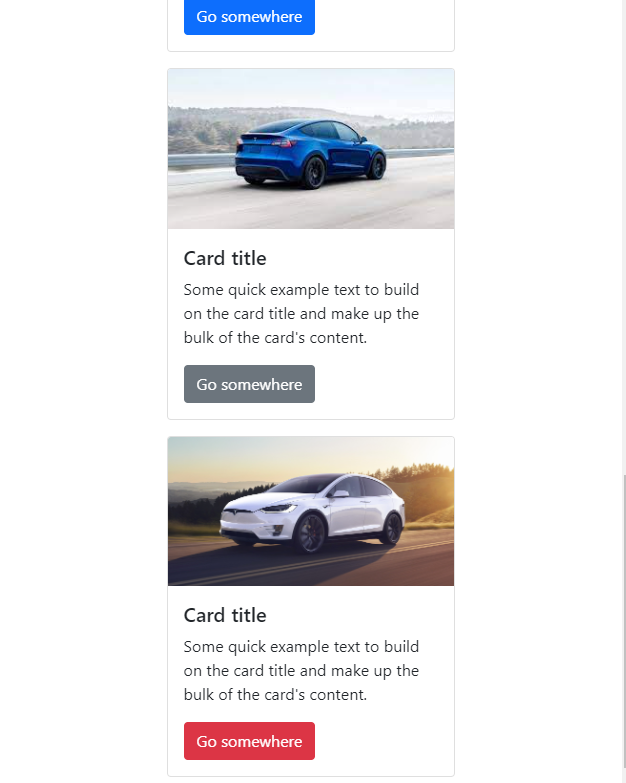 Go somewhere
Card title
Some quick example text to build
on the card title and make up the
bulk of the card's content.
Go somewhere
Card title
Some quick example text to build
on the card title and make up the
bulk of the card's content.
Go somewhere